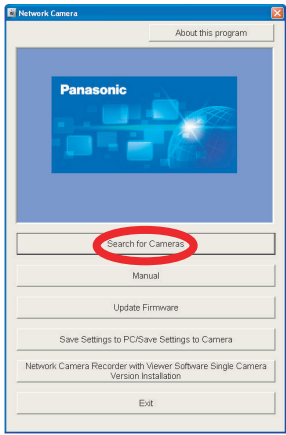 Network Camera
About this program
Panasonic
Search for Cameras
Manual
Update Firmware
Save Settings to PC/Save Settings to Camera
Network Camera Recorder with Viewer Software Single Camera
Version Installation
Exit